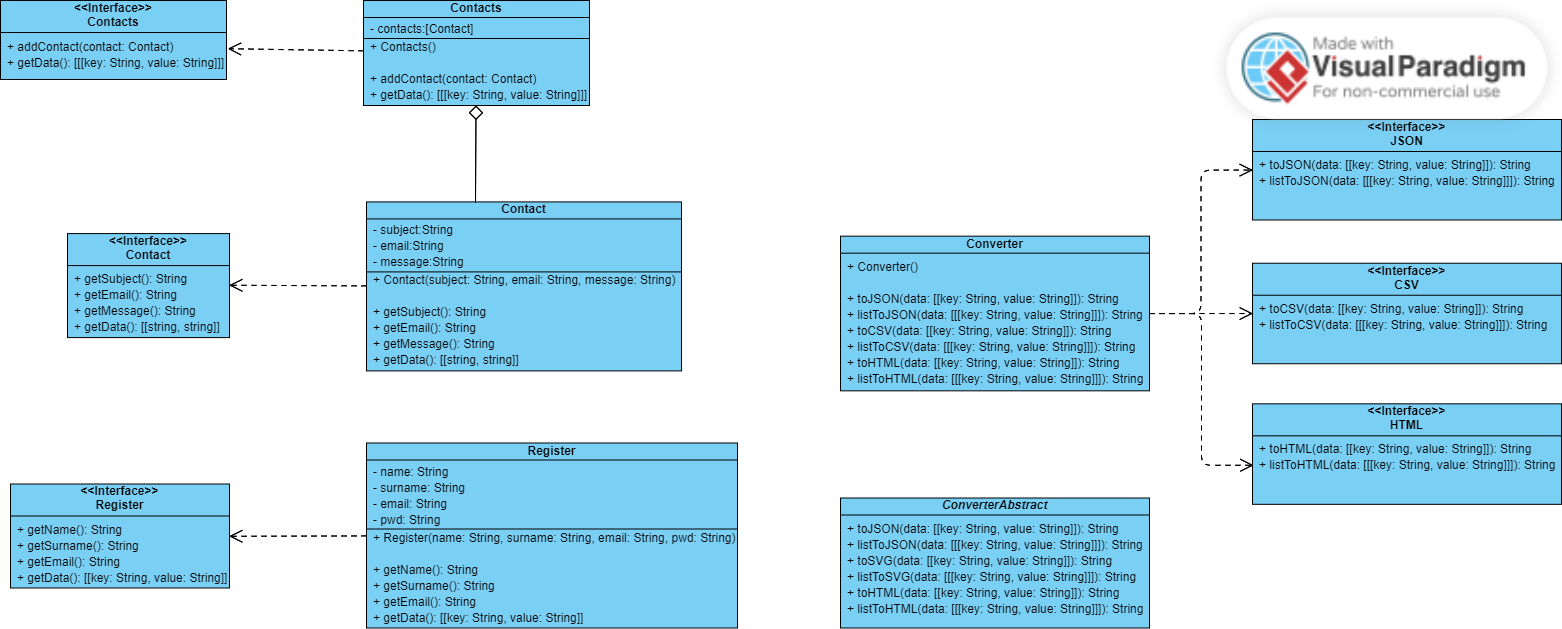 <<Interface>>
Contacts
+ addContact(contact: Contact)
+ getData(): [[[key: String, value: String]]]
Contacts
- contacts:[Contact]
+ Contacts()
+ addContact(contact: Contact)
+ getData(): [[[key: String, value: String]]]
Made with
Visual Paradigm
For non-commercial use
<<Interface>>
JSON
+ toJSON(data: [[key: String, value: String]]): String
+ listToJSON(data: [[[key: String, value: String]]]): String
<<Interface>>
Contact
+ getSubject(): String
+ getEmail(): String
+ getMessage(): String
+ getData(): [[string, string]]
Contact
- subject:String
- email:String
- message:String
+ Contact(subject: String, email: String, message: String)
+ getSubject(): String
+ getEmail(): String
+ getMessage(): String
+ getData(): [[string, string]]
Converter
+ Converter()
+ toJSON(data: [[key: String, value: String]]): String
+ listToJSON(data: [[[key: String, value: String]]]): String
+ toCSV(data: [[key: String, value: String]]): String
+ listToCSV(data: [[[key: String, value: String]]]): String
+ toHTML(data: [[key: String, value: String]]): String
+ listToHTML(data: [[[key: String, value: String]]]): String
<<Interface>>
CSV
+ toCSV(data: [[key: String, value: String]]): String
+ listToCSV(data: [[[key: String, value: String]]]): String
<<Interface>>
HTML
+ toHTML(data: [[key: String, value: String]]): String
+ listToHTML(data: [[[key: String, value: String]]]): String
<<Interface>>
Register
+ getName(): String
+ getSurname(): String
+ getEmail(): String
+ getData(): [[key: String, value: String]]
Register
- name: String
- surname: String
- email: String
- pwd: String
+ Register(name: String, surname: String, email: String, pwd: String)
+ getName(): String
+ getSurname(): String
+ getEmail(): String
+ getData(): [[key: String, value: String]]
ConverterAbstract
+ toJSON(data: [[key: String, value: String]]): String
+ listToJSON(data: [[[key: String, value: String]]]): String
+ toSVG(data: [[key: String, value: String]]): String
+ listToSVG(data: [[[key: String, value: String]]]): String
+ toHTML(data: [[key: String, value: String]]): String
+ listToHTML(data: [[[key: String, value: String]]]): String